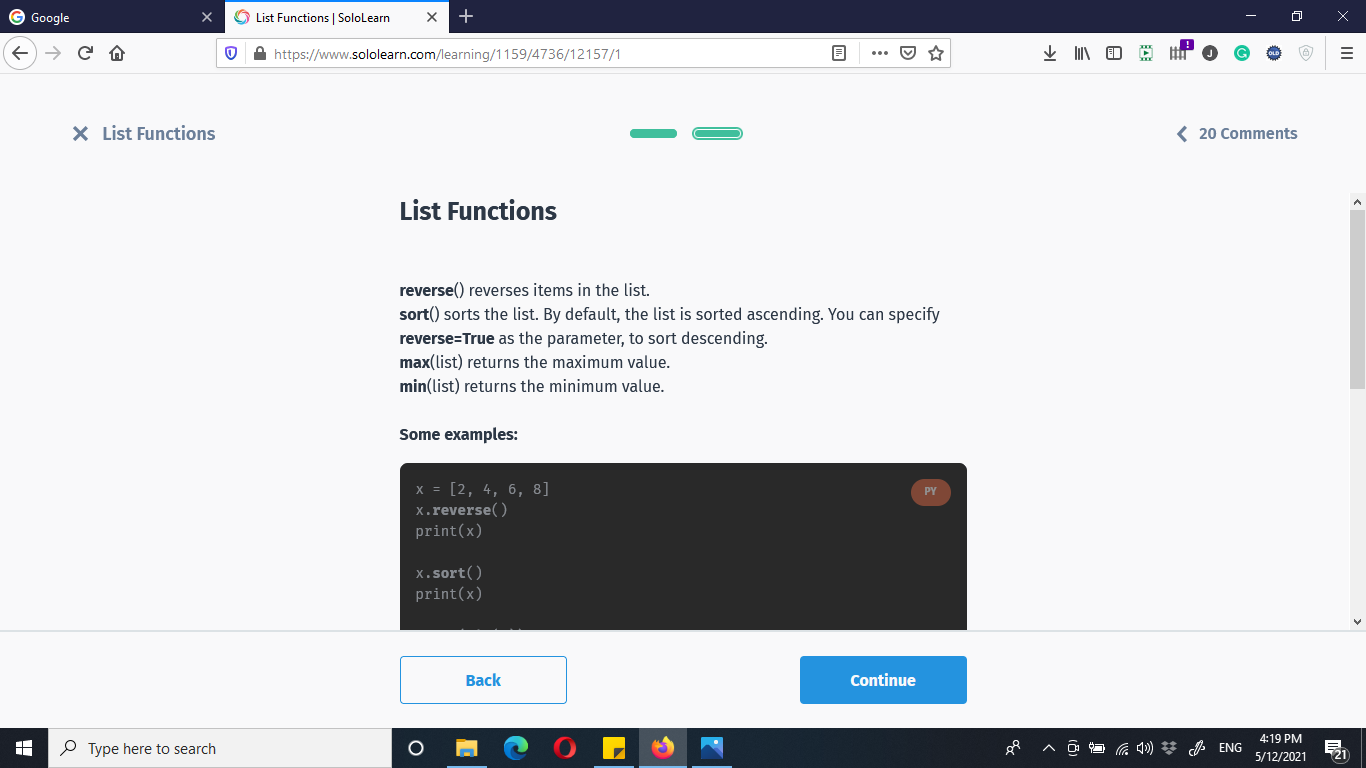 Google
List Functions | SoloLearn
https://www.sololearn.com/learning/1159/4736/12157/1
List Functions
20 Comments
List Functions
reverse() reverses items in the list.
sort() sorts the list. By default, the list is sorted ascending. You can specify
reverse=True as the parameter, to sort descending.
max(list) returns the maximum value.
min(list) returns the minimum value.
Some examples:
x = [2, 4, 6, 8]
PY
x.reverse()
print(x)
x.sort()
print(x)
Back
Continue
Type here to search
ENG
4:19 PM
5/12/2021
21